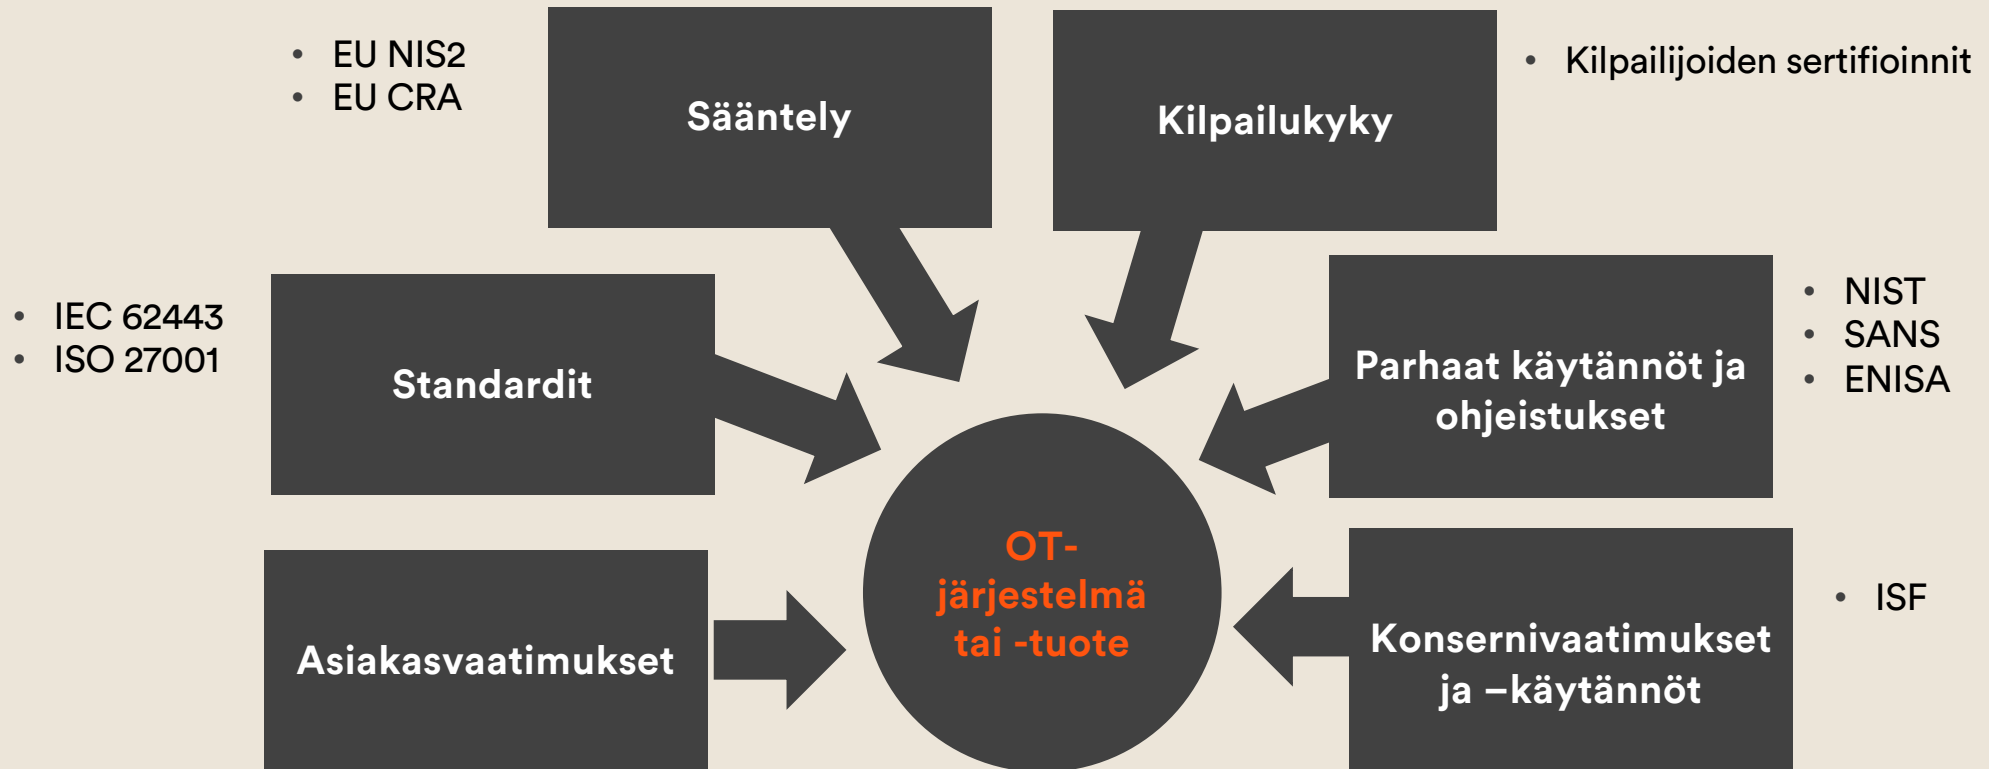 • EU NIS2
• EU CRA
Sääntely
Kilpailukyky
• Kilpailijoiden sertifioinnit
• IEC 62443
• ISO 27001
Standardit
Parhaat käytännöt ja
ohjeistukset
• NIST
• SANS
• ENISA
Asiakasvaatimukset
OT-
järjestelmä
tai -tuote
Konsernivaatimukset
ja –käytännöt
• ISF